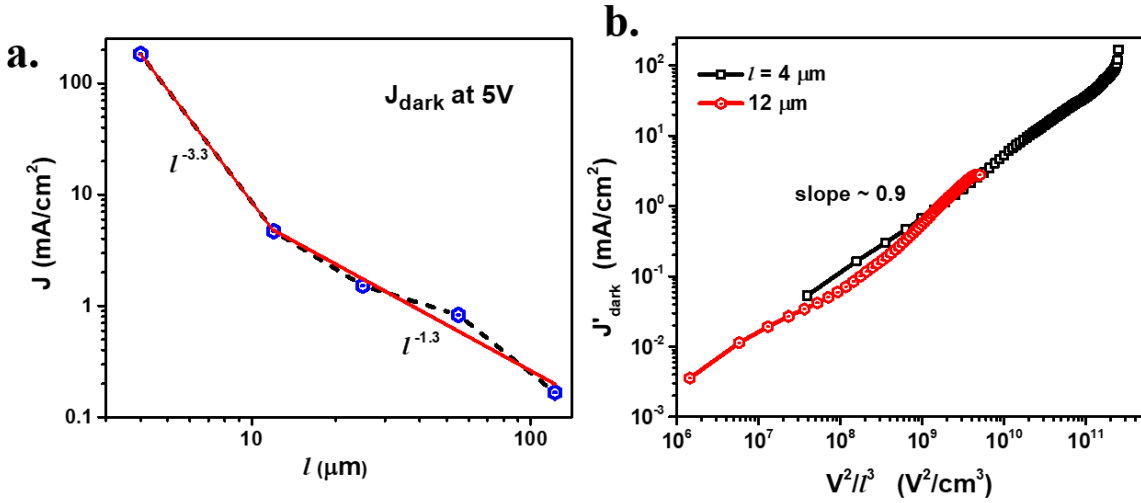 a.
J_dark at 5V
l^-3.3
l^-1.3
100
10
1
0.1
J (mA/cm²)
10
100
l (μm)
b.
l = 4 μm
12 μm
slope ~ 0.9
10²
10¹
10⁰
10⁻¹
10⁻²
10⁻³
J'_dark (mA/cm²)
10⁶
10⁷
10⁸
10⁹
10¹⁰
10¹¹
V²/l³ (V²/cm³)